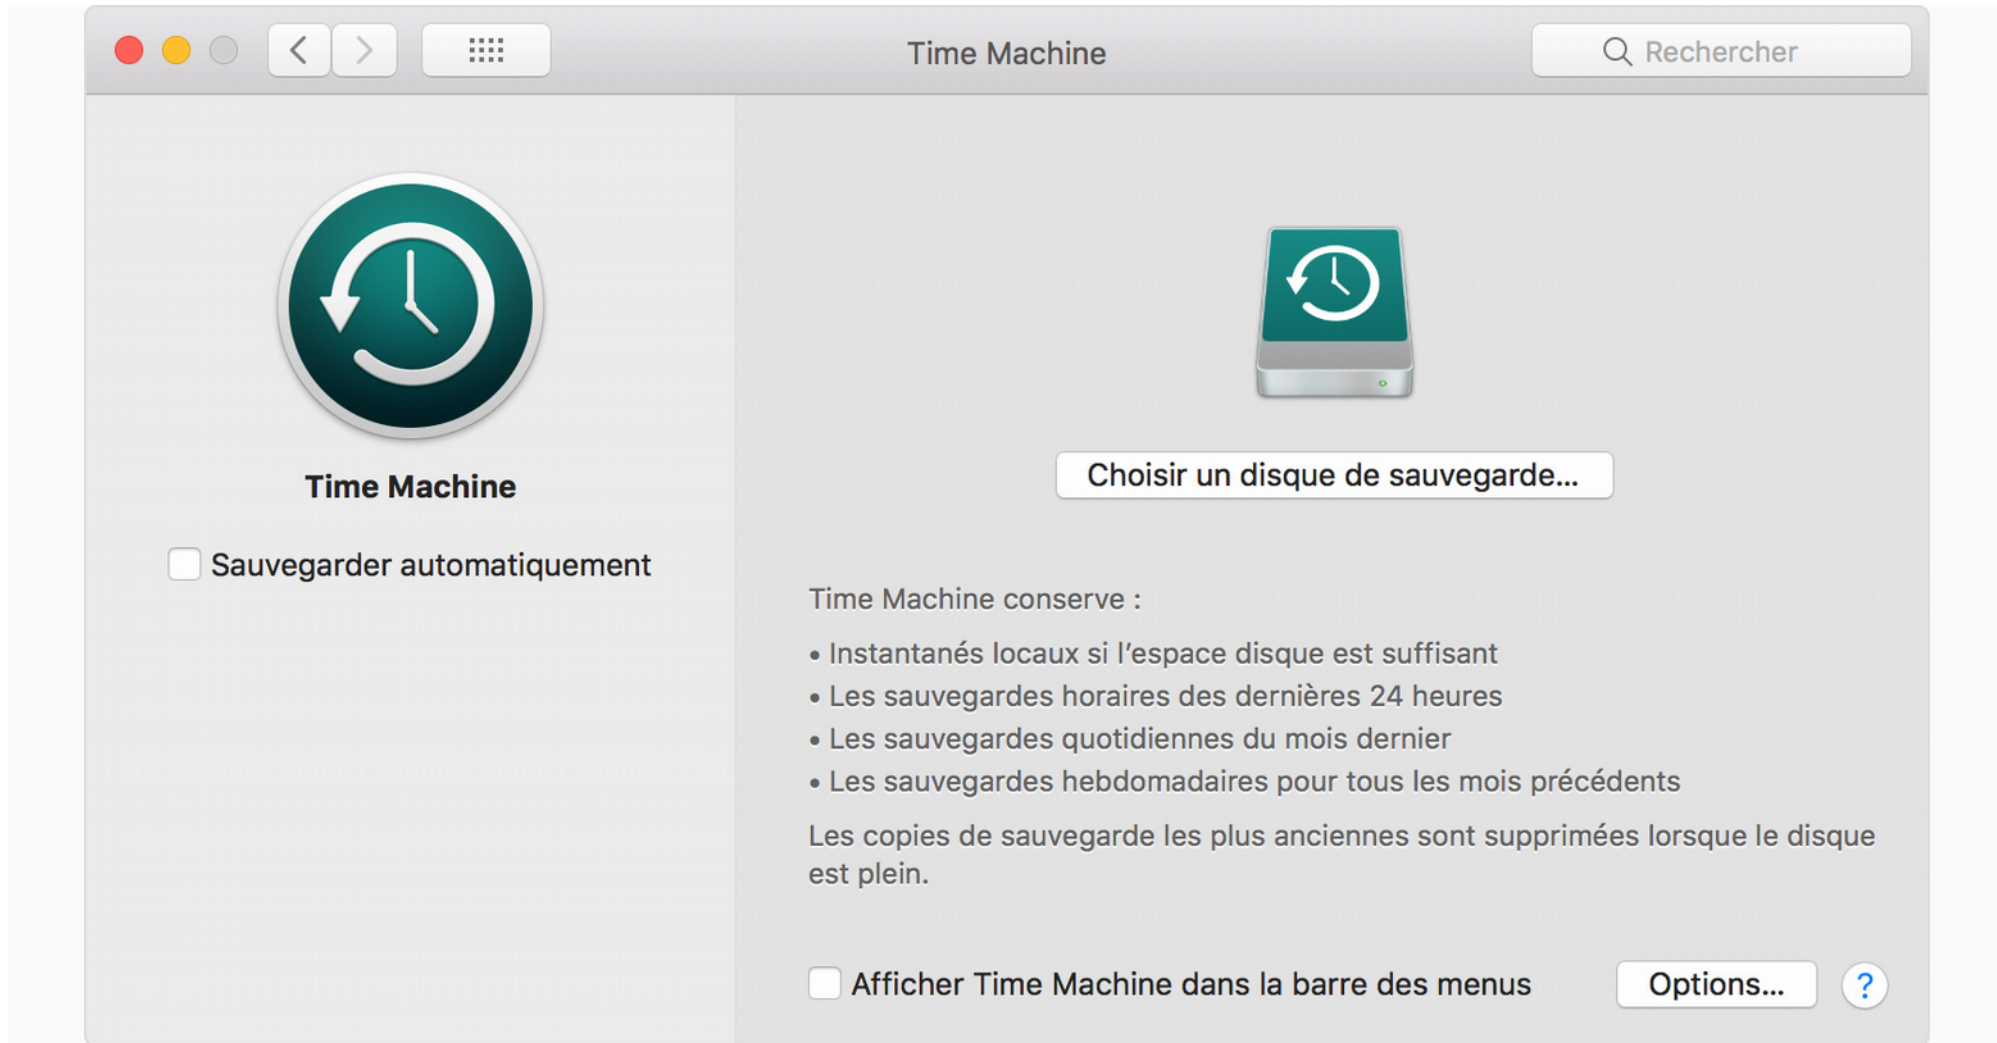 Time Machine
Rechercher
Time Machine
Sauvegarder automatiquement
Choisir un disque de sauvegarde...
Time Machine conserve :
• Instantanés locaux si l'espace disque est suffisant
• Les sauvegardes horaires des dernières 24 heures
• Les sauvegardes quotidiennes du mois dernier
• Les sauvegardes hebdomadaires pour tous les mois précédents
Les copies de sauvegarde les plus anciennes sont supprimées lorsque le disque
est plein.
Afficher Time Machine dans la barre des menus
Options...
?